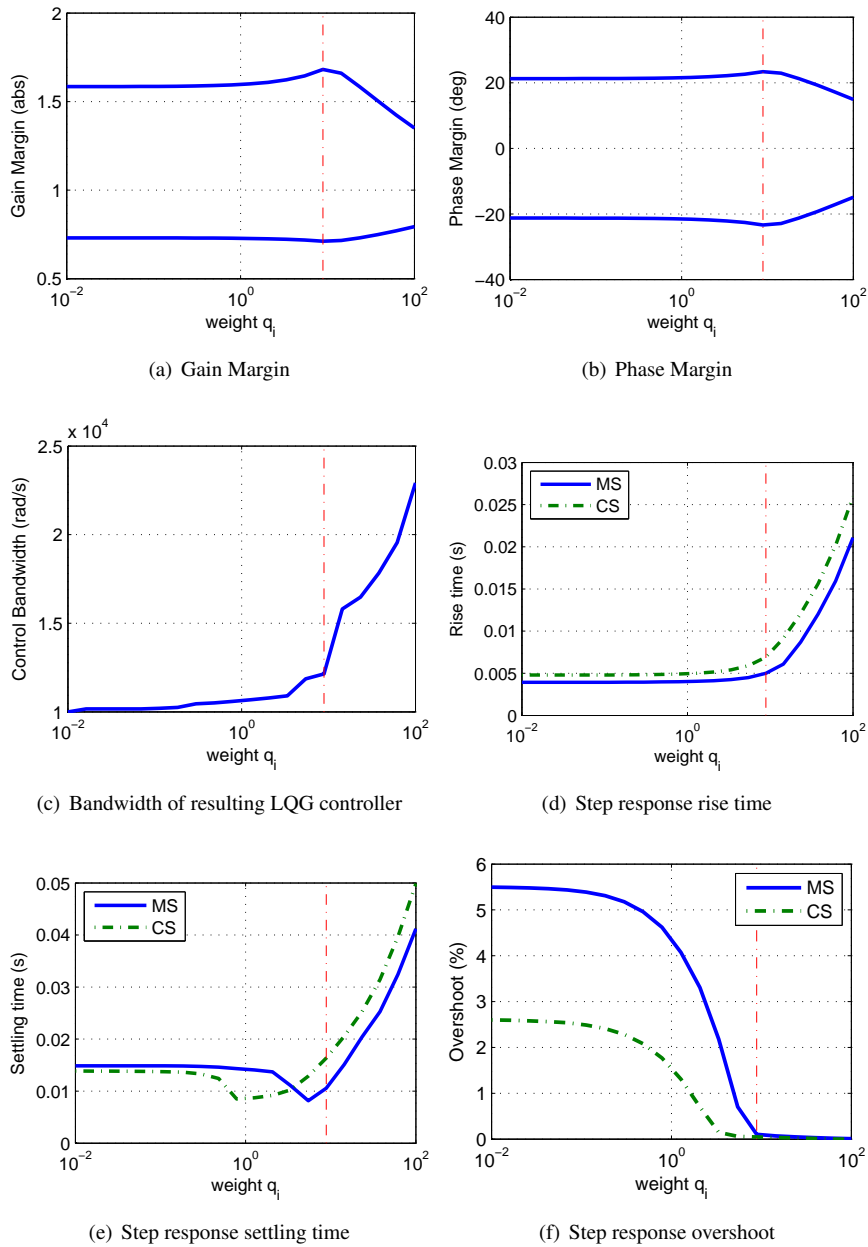 2
1.5
1
0.5
Gain Margin (abs)
10^−2
10^0
10^2
weight q_i
(a) Gain Margin
40
20
0
−20
−40
Phase Margin (deg)
10^−2
10^0
10^2
weight q_i
(b) Phase Margin
x 10^4
2.5
2
1.5
1
Control Bandwidth (rad/s)
10^−2
10^0
10^2
weight q_i
(c) Bandwidth of resulting LQG controller
0.03
0.025
0.02
0.015
0.01
0.005
0
Rise time (s)
MS
CS
10^−2
10^0
10^2
weight q_i
(d) Step response rise time
0.05
0.04
0.03
0.02
0.01
0
Settling time (s)
MS
CS
10^−2
10^0
10^2
weight q_i
(e) Step response settling time
6
5
4
3
2
1
0
Overshoot (%)
MS
CS
10^−2
10^0
10^2
weight q_i
(f) Step response overshoot